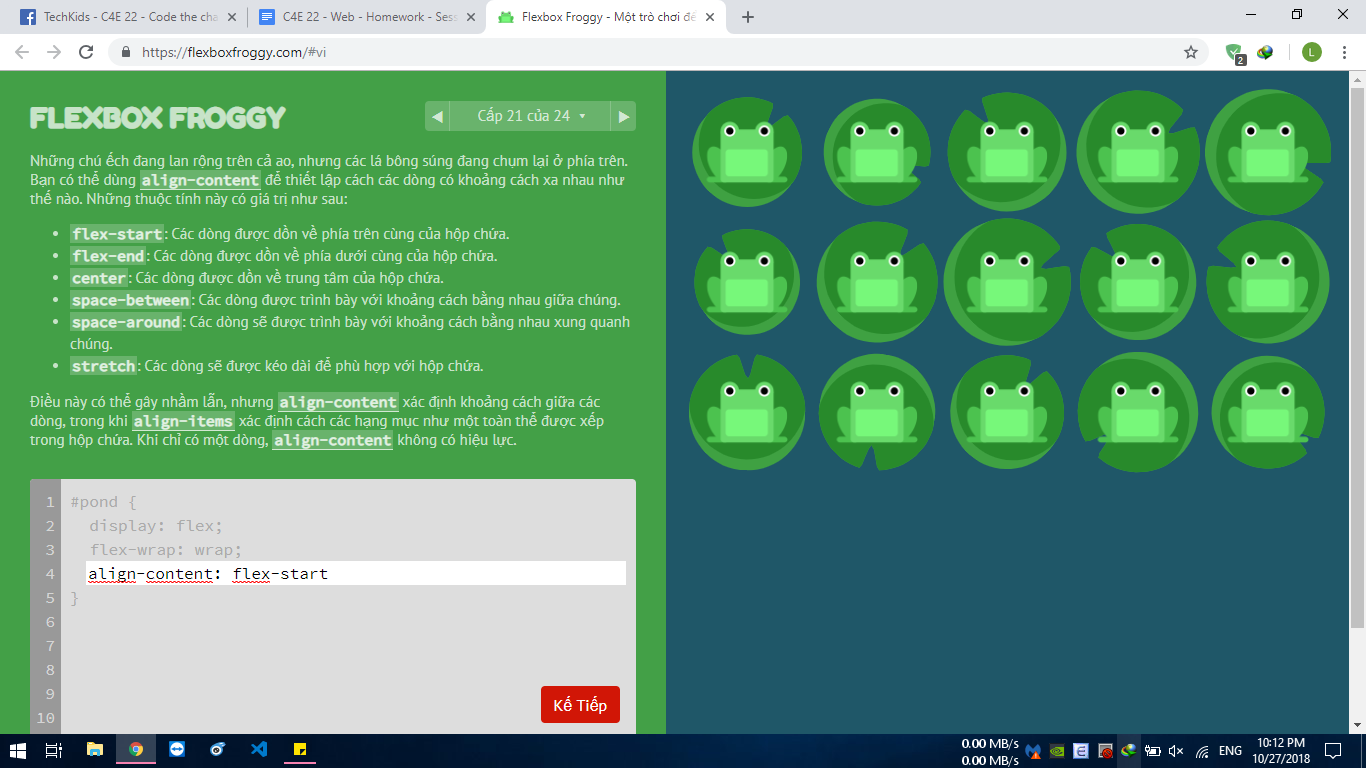 TechKids - C4E 22 - Code the cha
C4E 22 - Web - Homework - Sess
Flexbox Froggy - Một trò chơi để
https://flexboxfroggy.com/#vi
2
L
FLEXBOX FROGGY
Cấp 21 của 24
Những chú ếch đang lan rộng trên cả ao, nhưng các lá bông súng đang chụm lại ở phía trên.
Bạn có thể dùng align-content để thiết lập cách các dòng có khoảng cách xa nhau như
thế nào. Những thuộc tính này có giá trị như sau:
flex-start: Các dòng được dồn về phía trên cùng của hộp chứa.
flex-end: Các dòng được dồn về phía dưới cùng của hộp chứa.
center: Các dòng được dồn về trung tâm của hộp chứa.
space-between: Các dòng được trình bày với khoảng cách bằng nhau giữa chúng.
space-around: Các dòng sẽ được trình bày với khoảng cách bằng nhau xung quanh
chúng.
stretch: Các dòng sẽ được kéo dài để phù hợp với hộp chứa.
Điều này có thể gây nhầm lẫn, nhưng align-content xác định khoảng cách giữa các
dòng, trong khi align-items xác định cách các hạng mục như một toàn thể được xếp
trong hộp chứa. Khi chỉ có một dòng, align-content không có hiệu lực.
1 #pond {
2 display: flex;
3 flex-wrap: wrap;
4 align-content: flex-start
5 }
6
7
8
9
10
Kế Tiếp
0.00 MB/s
0.00 MB/s
ENG
10:12 PM
10/27/2018